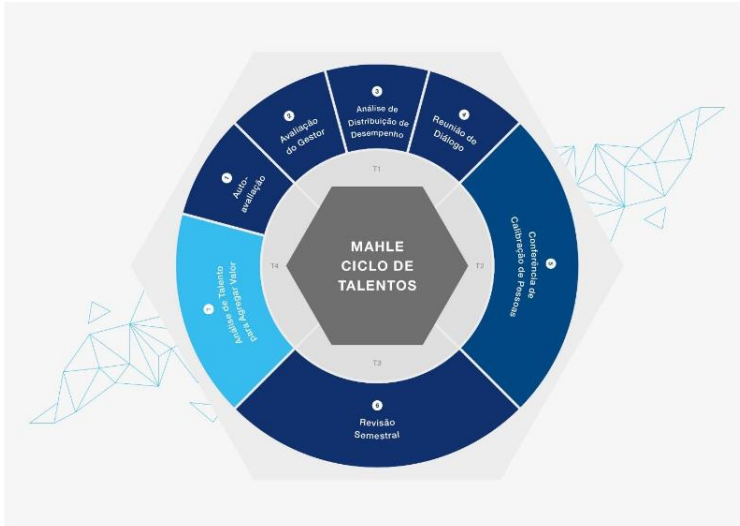 MAHLE
CICLO DE
TALENTOS
T1
T2
T3
T4
1
Auto-
avaliação
2
Avaliação
do Gestor
3
Análise de
Distribuição de
Desempenho
4
Reunião de
Diálogo
5
Conferência de
Calibração de Pessoas
6
Revisão
Semestral
Análise de Talento
para Agregar Valor